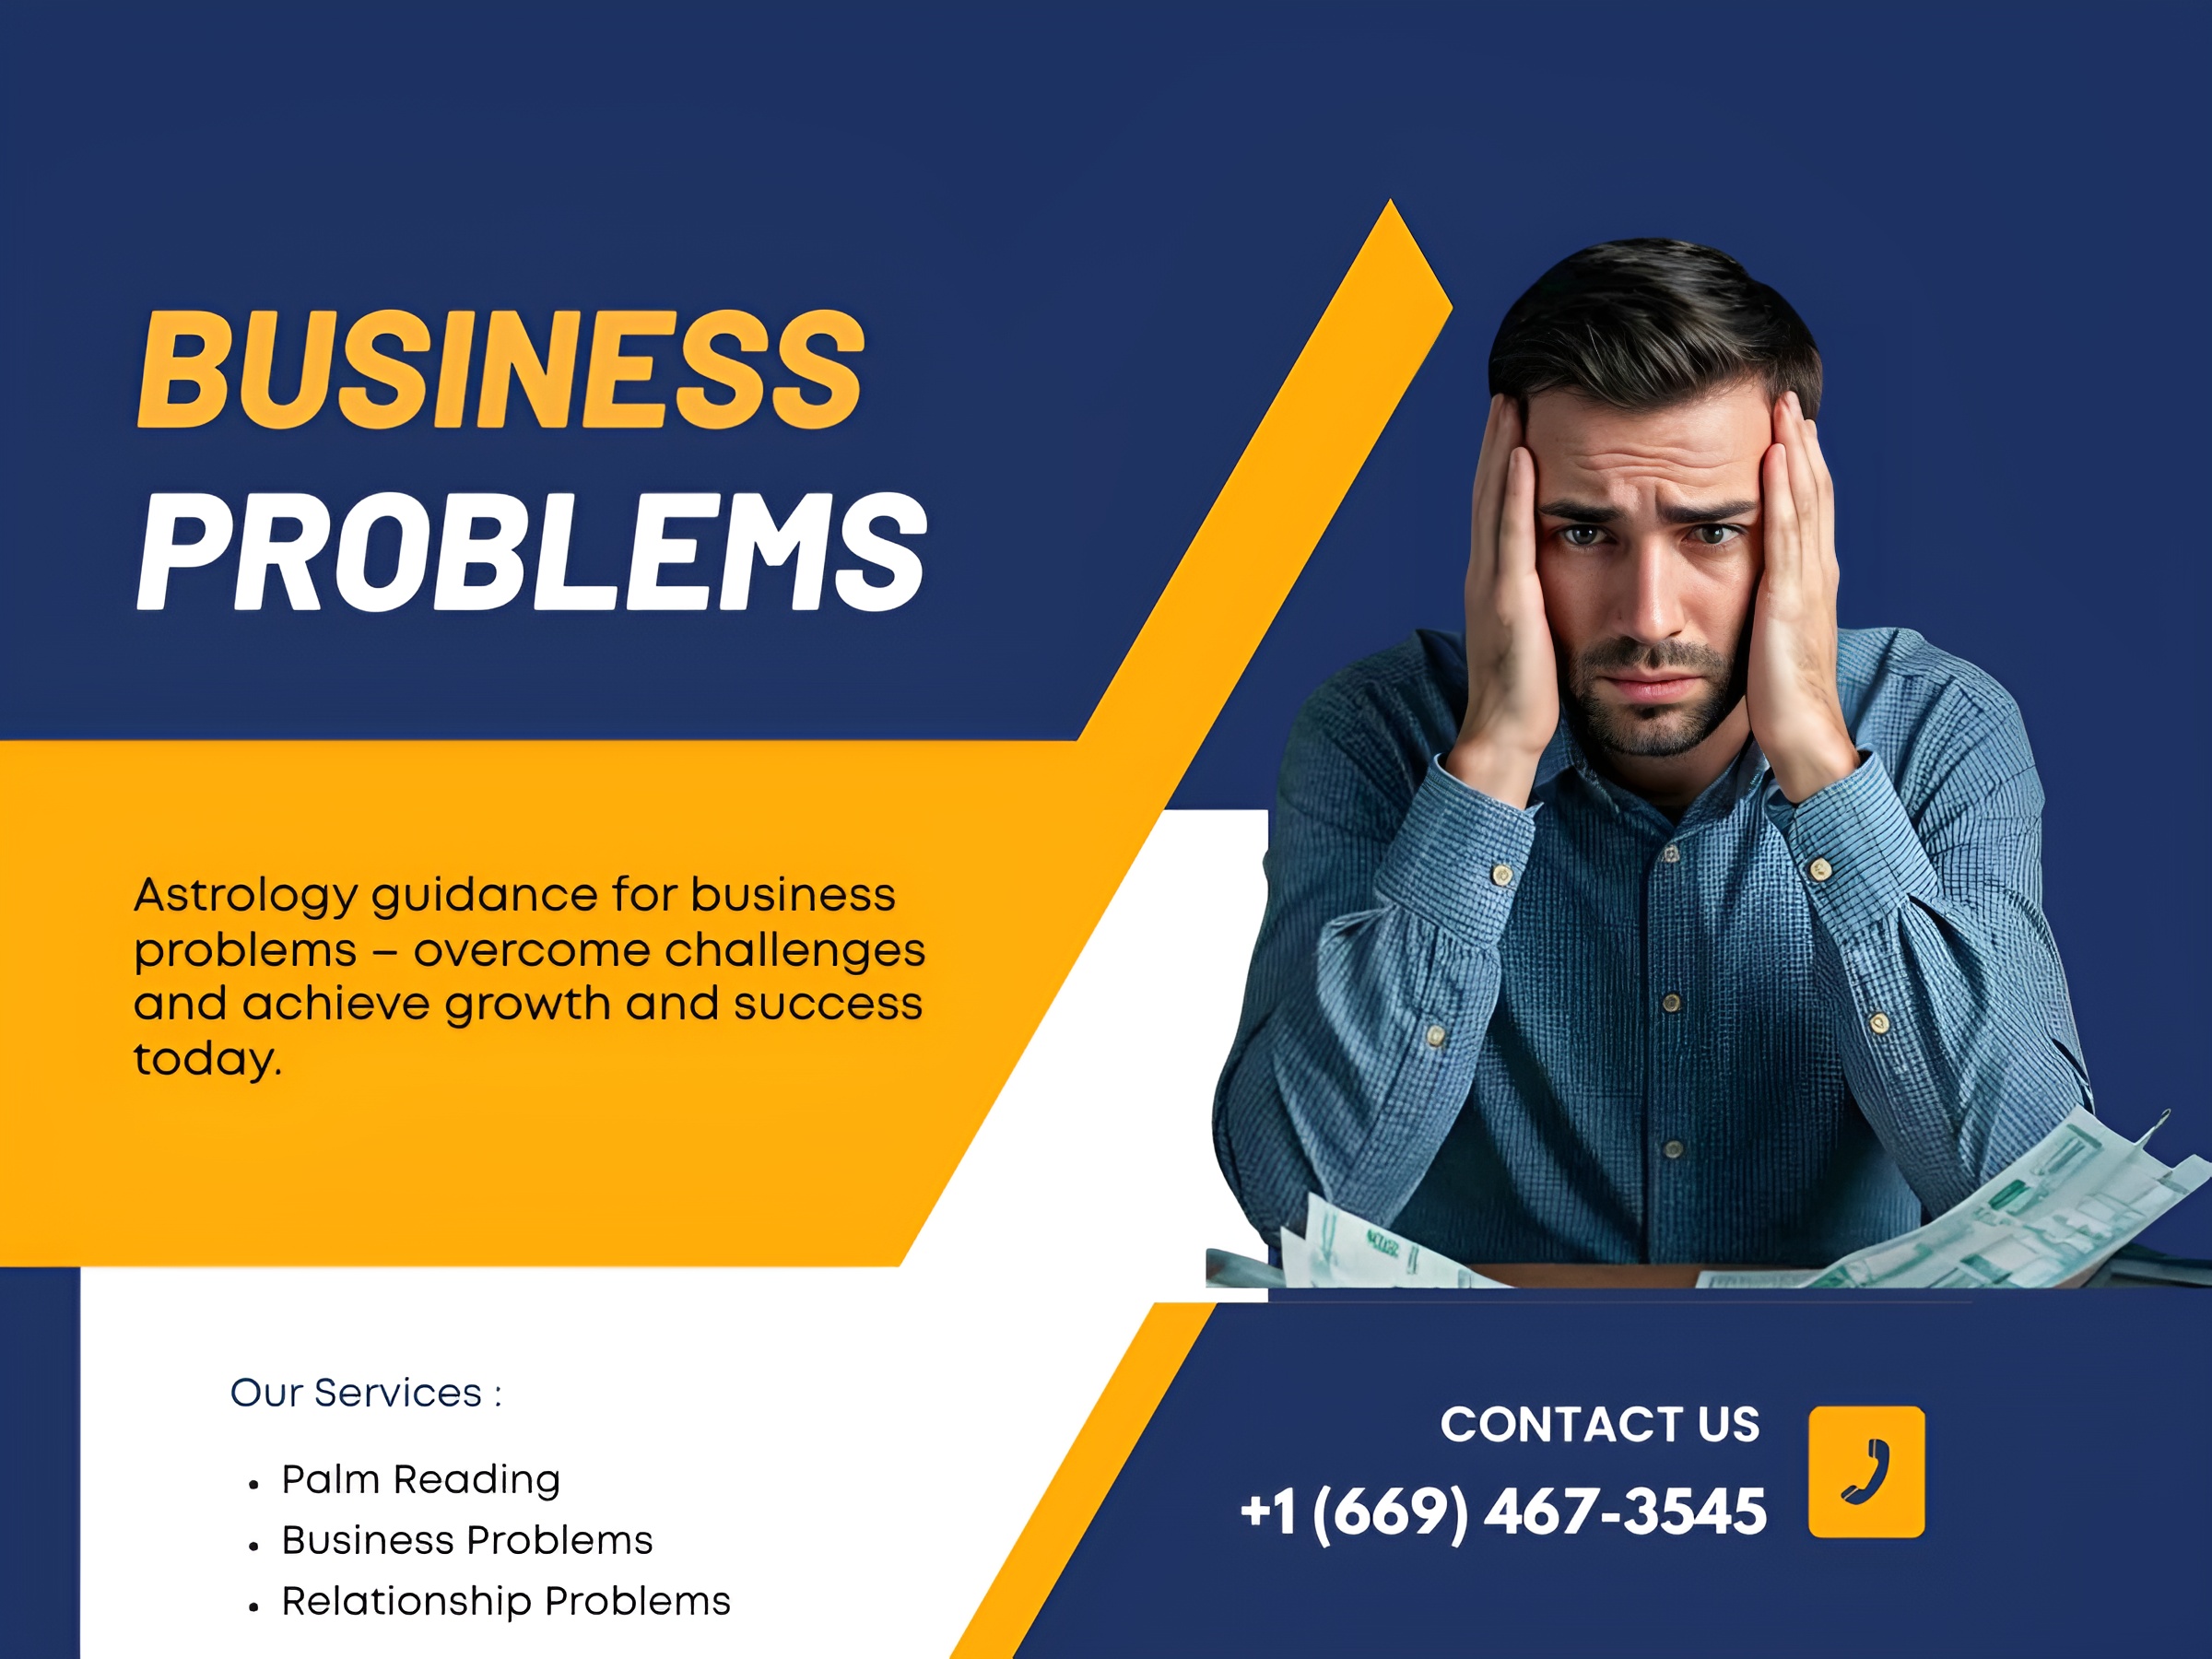 BUSINESS
PROBLEMS
Astrology guidance for business
problems – overcome challenges
and achieve growth and success
today.
Our Services :
• Palm Reading
• Business Problems
• Relationship Problems
CONTACT US
+1 (669) 467-3545